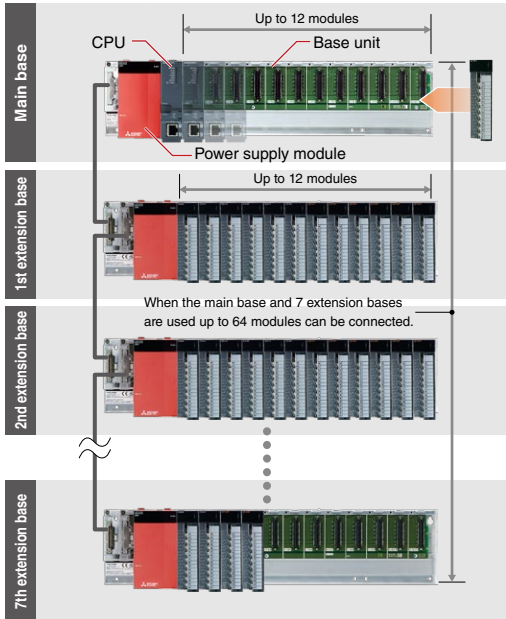 Main base
Up to 12 modules
CPU
Base unit
Power supply module
1st extension base
Up to 12 modules
When the main base and 7 extension bases
are used up to 64 modules can be connected.
2nd extension base
7th extension base